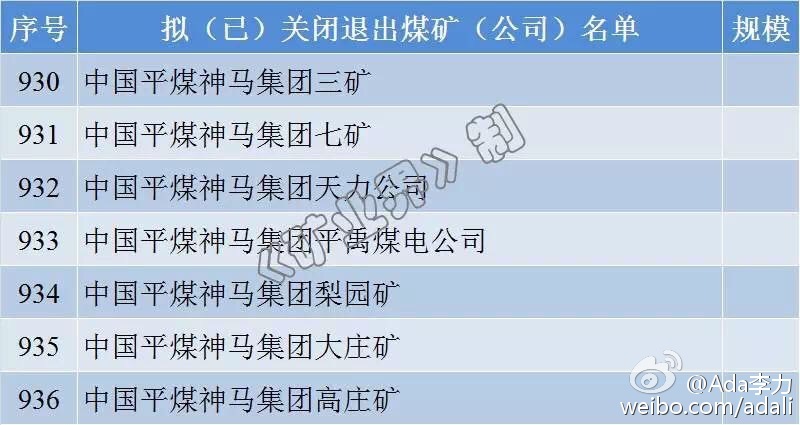 序号 拟（已）关闭退出煤矿（公司）名单 规模
930 中国平煤神马集团三矿
931 中国平煤神马集团七矿
932 中国平煤神马集团天力公司
933 中国平煤神马集团平禹煤电公司
934 中国平煤神马集团梨园矿
935 中国平煤神马集团大庄矿
936 中国平煤神马集团高庄矿
《矿业界》制
@Ada李力
weibo.com/adali